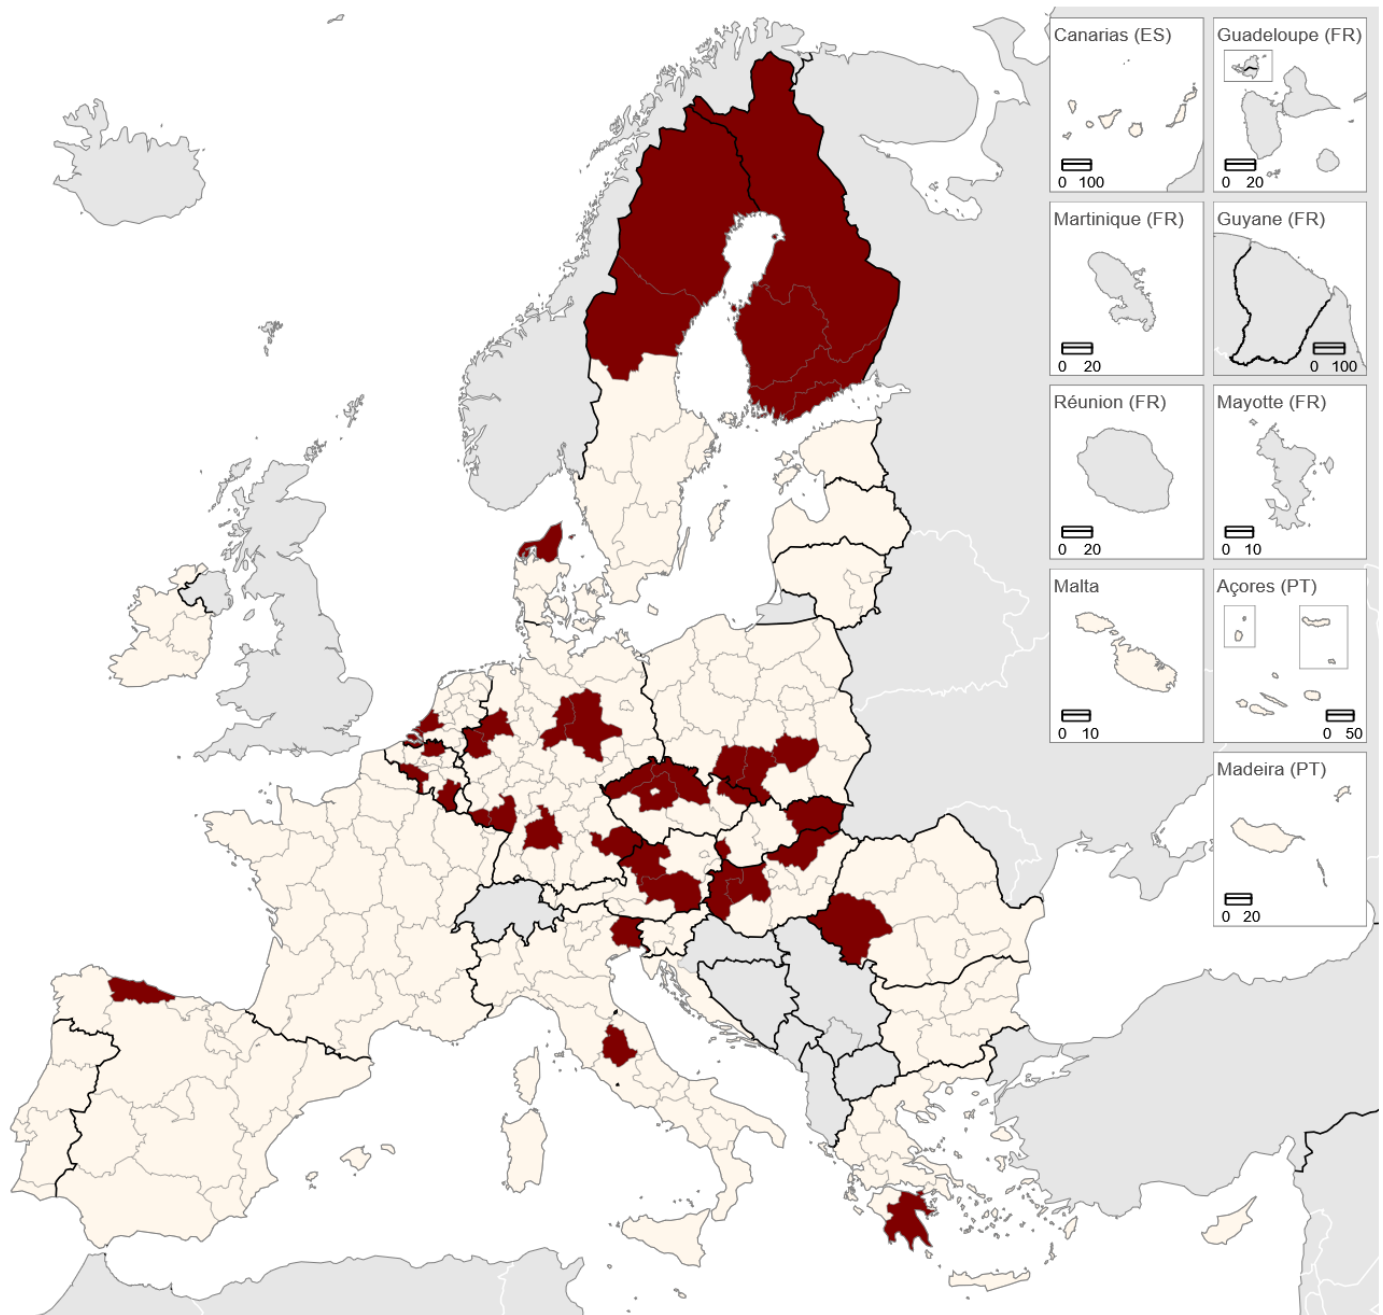 Canarias (ES)
0 100
Guadeloupe (FR)
0 20
Martinique (FR)
0 20
Guyane (FR)
0 100
Réunion (FR)
0 20
Mayotte (FR)
0 10
Malta
0 10
Açores (PT)
0 50
Madeira (PT)
0 20